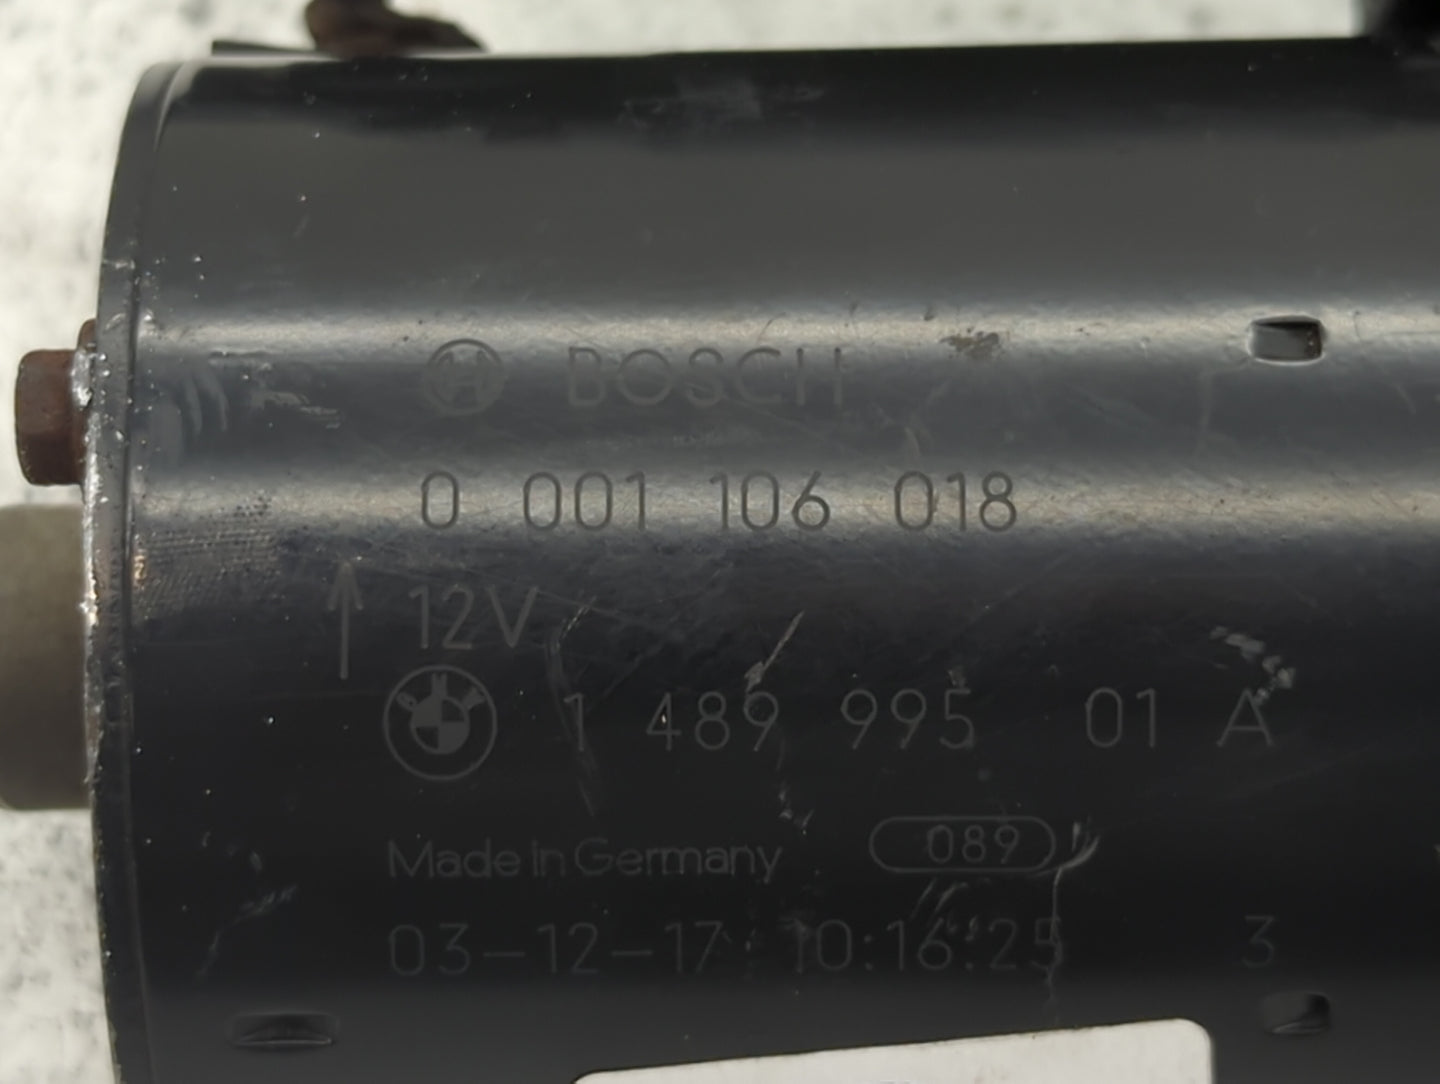 BOSCH
0 001 106 018
12V
1 489 995 01 A
Made in Germany 089
03-12-17 10:16:25 3